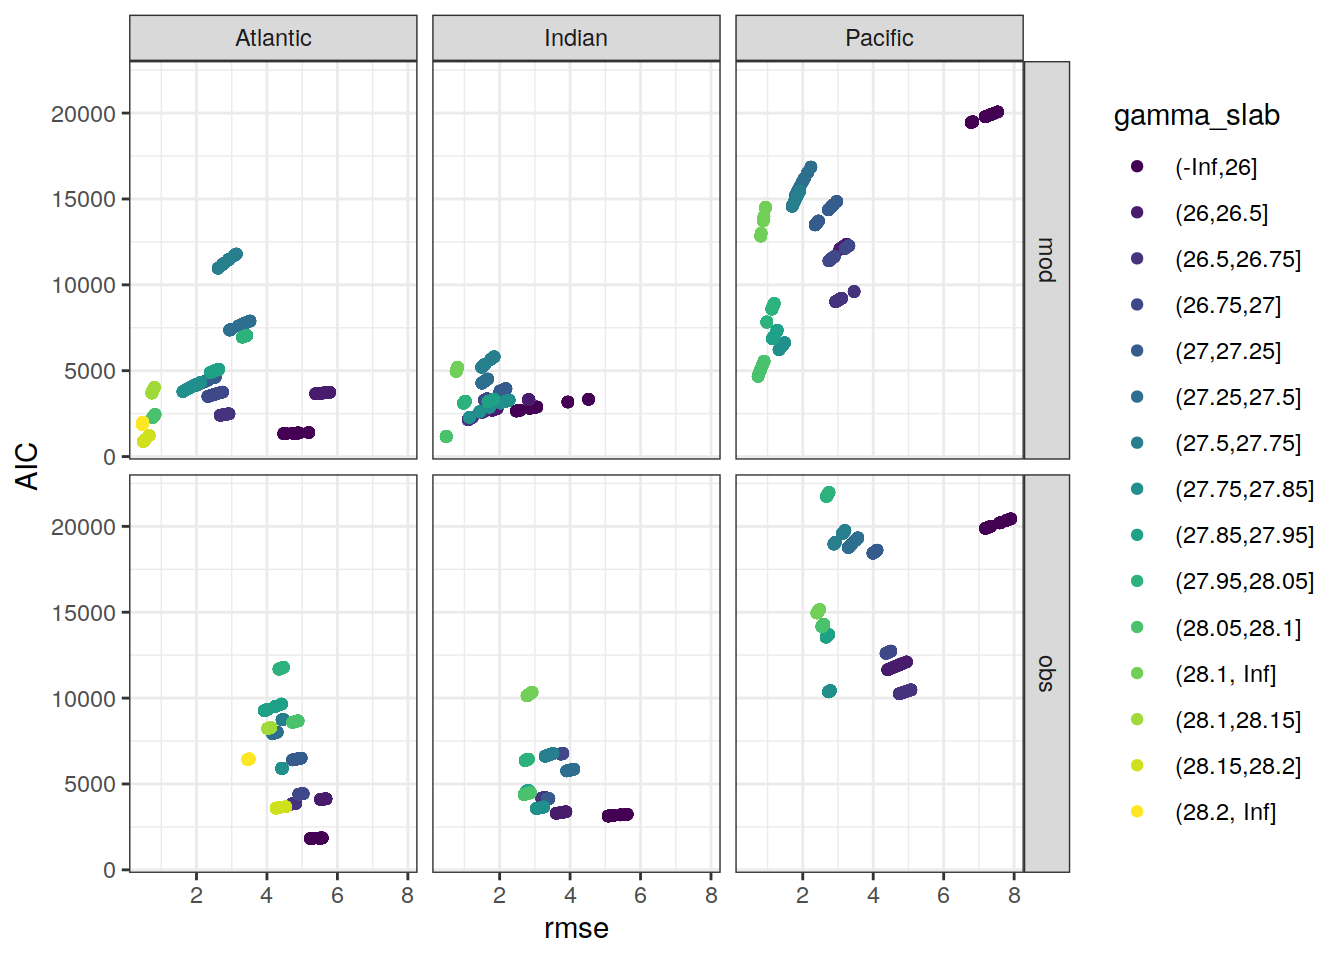 Atlantic
Indian
Pacific
20000
15000
10000
5000
0
mod
20000
15000
10000
5000
0
obs
2 4 6 8
2 4 6 8
2 4 6 8
rmse
AIC
gamma_slab
(-Inf,26]
(26,26.5]
(26.5,26.75]
(26.75,27]
(27,27.25]
(27.25,27.5]
(27.5,27.75]
(27.75,27.85]
(27.85,27.95]
(27.95,28.05]
(28.05,28.1]
(28.1, Inf]
(28.1,28.15]
(28.15,28.2]
(28.2, Inf]